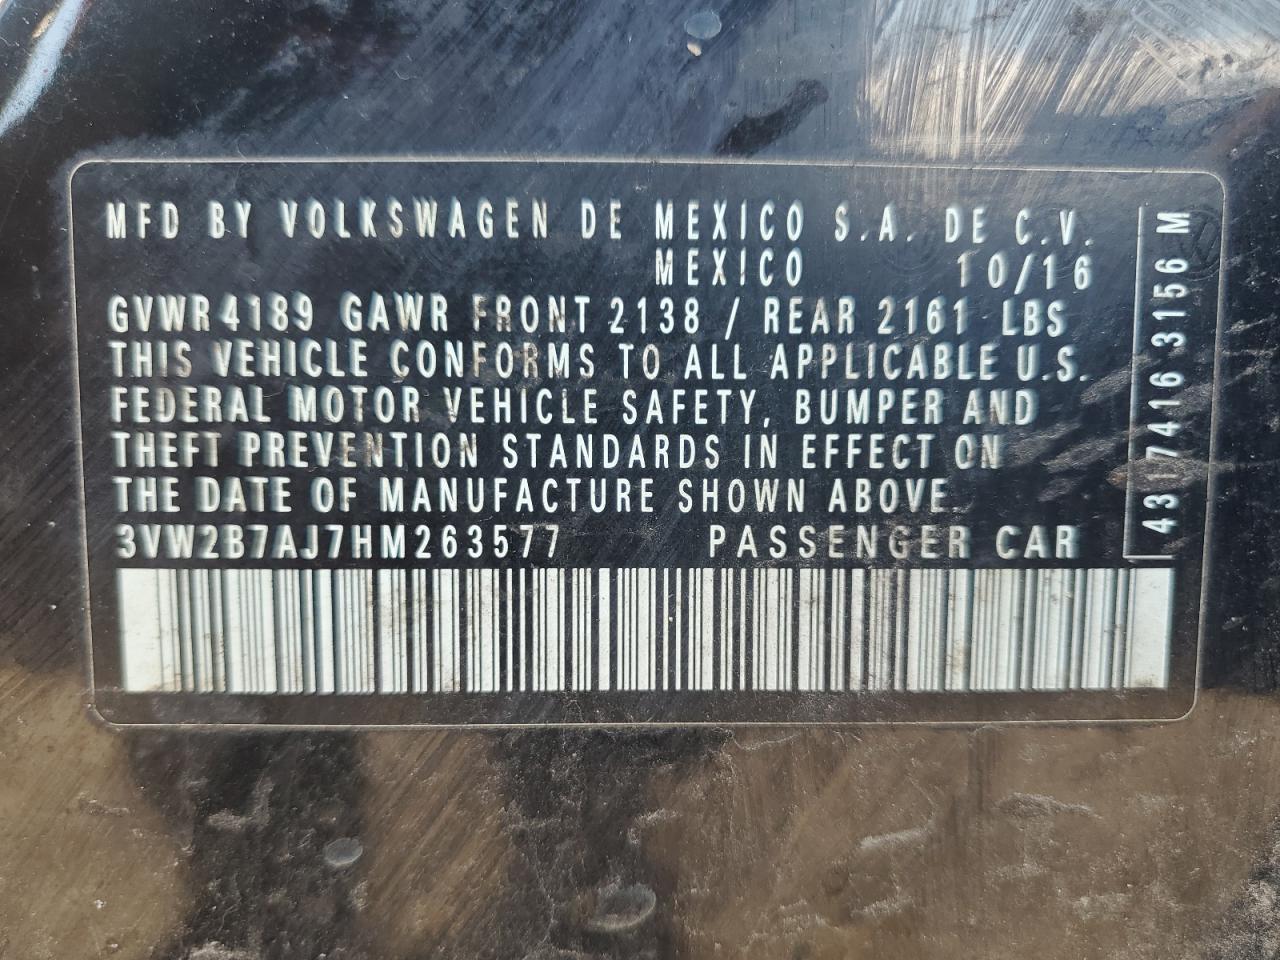 MFD BY VOLKSWAGEN DE MEXICO S.A. DE C.V.
MEXICO 10/16
GVWR 4189 GAWR FRONT 2138 / REAR 2161 LBS
THIS VEHICLE CONFORMS TO ALL APPLICABLE U.S.
FEDERAL MOTOR VEHICLE SAFETY, BUMPER AND
THEFT PREVENTION STANDARDS IN EFFECT ON
THE DATE OF MANUFACTURE SHOWN ABOVE.
3VW2B7AJ7HM263577 PASSENGER CAR
43 7416 3156 M